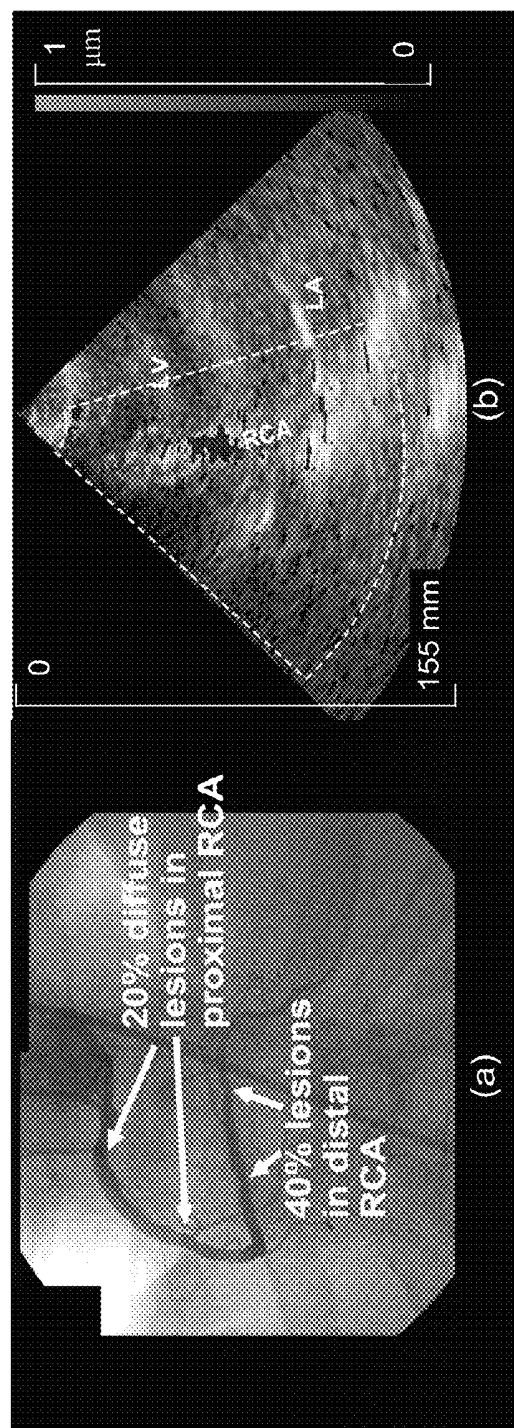 20% diffuse
lesions in
proximal RCA
40% lesions
in distal
RCA
(a)
0
155 mm
LV
RCA
LA
1
μm
0
(b)